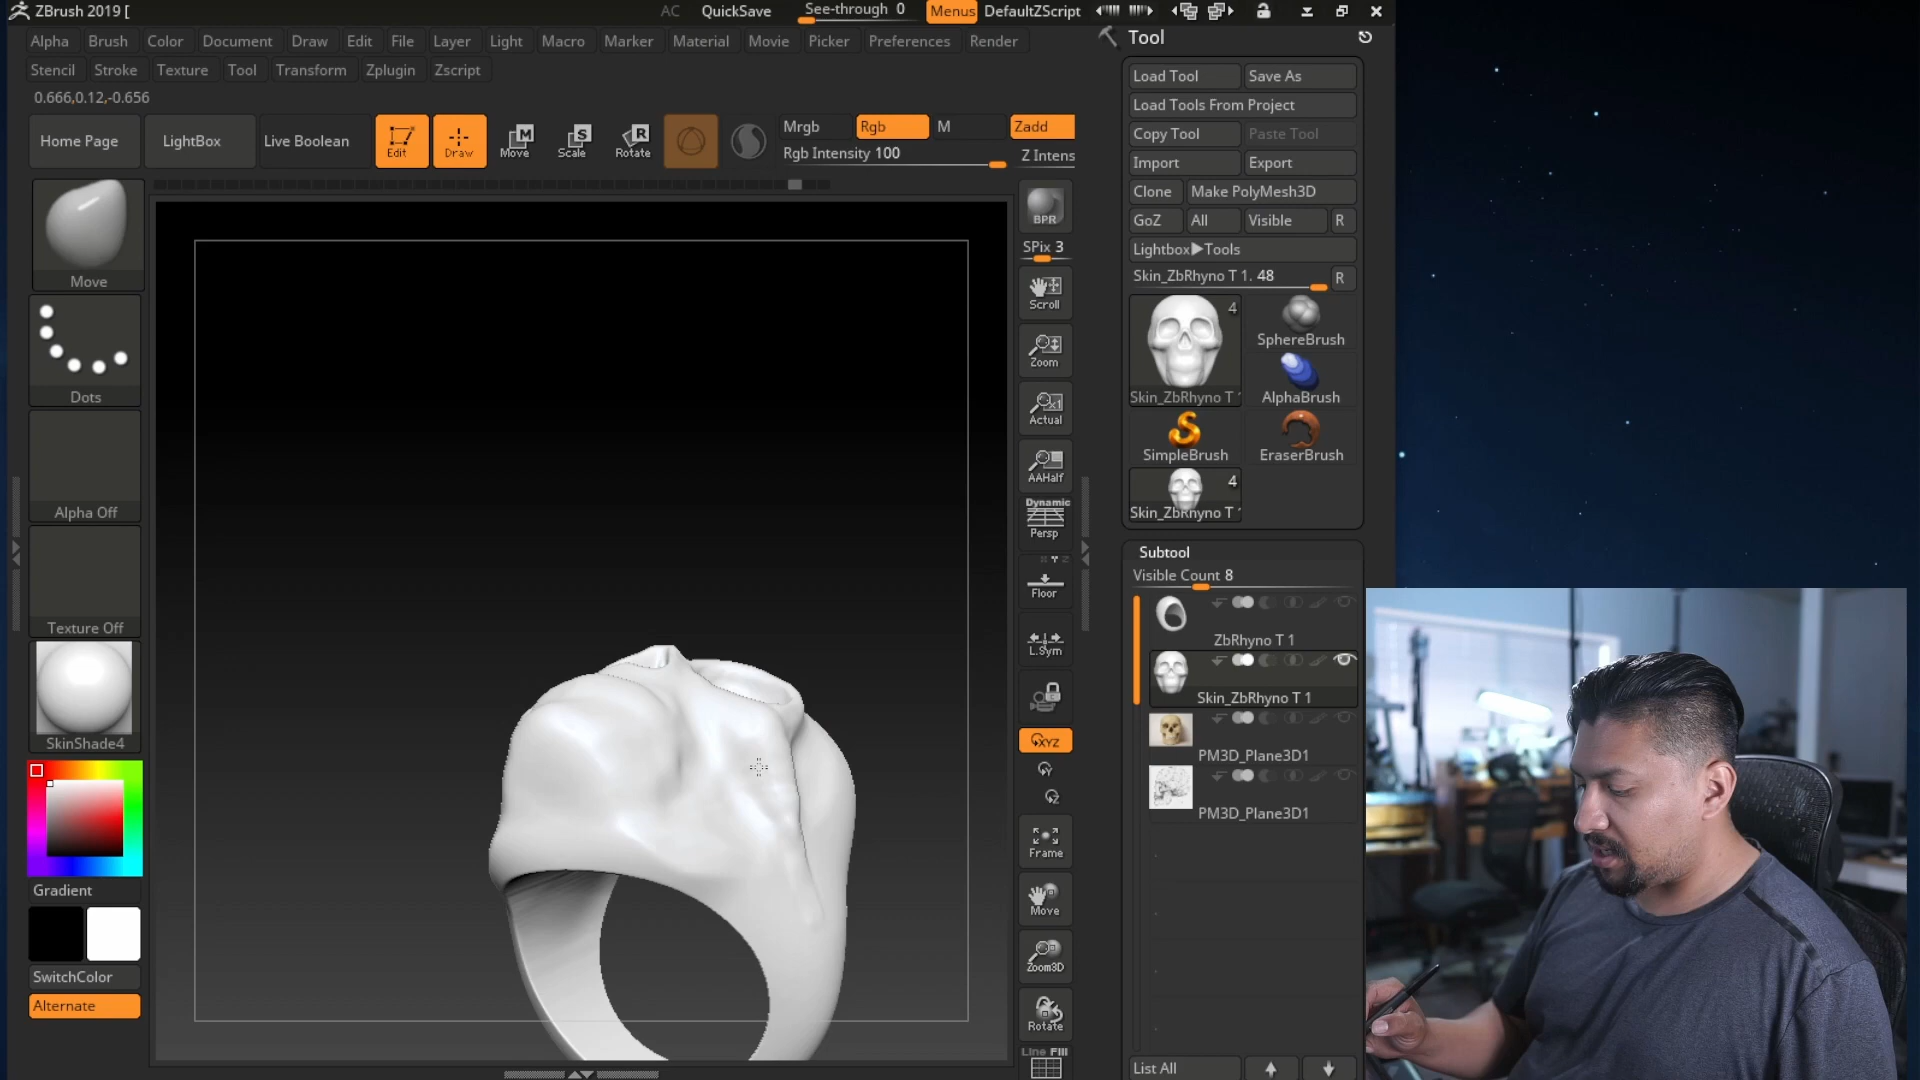 ZBrush 2019 [
AC
QuickSave
See-through 0
Menus
DefaultZScript
Alpha
Brush
Color
Document
Draw
Edit
File
Layer
Light
Macro
Marker
Material
Movie
Picker
Preferences
Render
Stencil
Stroke
Texture
Tool
Transform
Zplugin
Zscript
0.666,0.12,-0.656
Home Page
LightBox
Live Boolean
Edit
Draw
M
Move
S
Scale
R
Rotate
Mrgb
Rgb
M
Zadd
Rgb Intensity 100
Z Intens
Move
Dots
Alpha Off
Texture Off
SkinShade4
Gradient
SwitchColor
Alternate
BPR
SPix 3
Scroll
Zoom
Actual
AAHalf
Dynamic
Persp
Floor
L.Sym
XYZ
Frame
Move
Zoom3D
Rotate
Line Fill
Tool
Load Tool
Save As
Load Tools From Project
Copy Tool
Paste Tool
Import
Export
Clone
Make PolyMesh3D
GoZ
All
Visible
R
Lightbox▶Tools
Skin_ZbRhyno T 1. 48
R
4
Skin_ZbRhyno T
SphereBrush
AlphaBrush
SimpleBrush
EraserBrush
4
Skin_ZbRhyno T
Subtool
Visible Count 8
ZbRhyno T 1
Skin_ZbRhyno T 1
PM3D_Plane3D1
PM3D_Plane3D1
List All